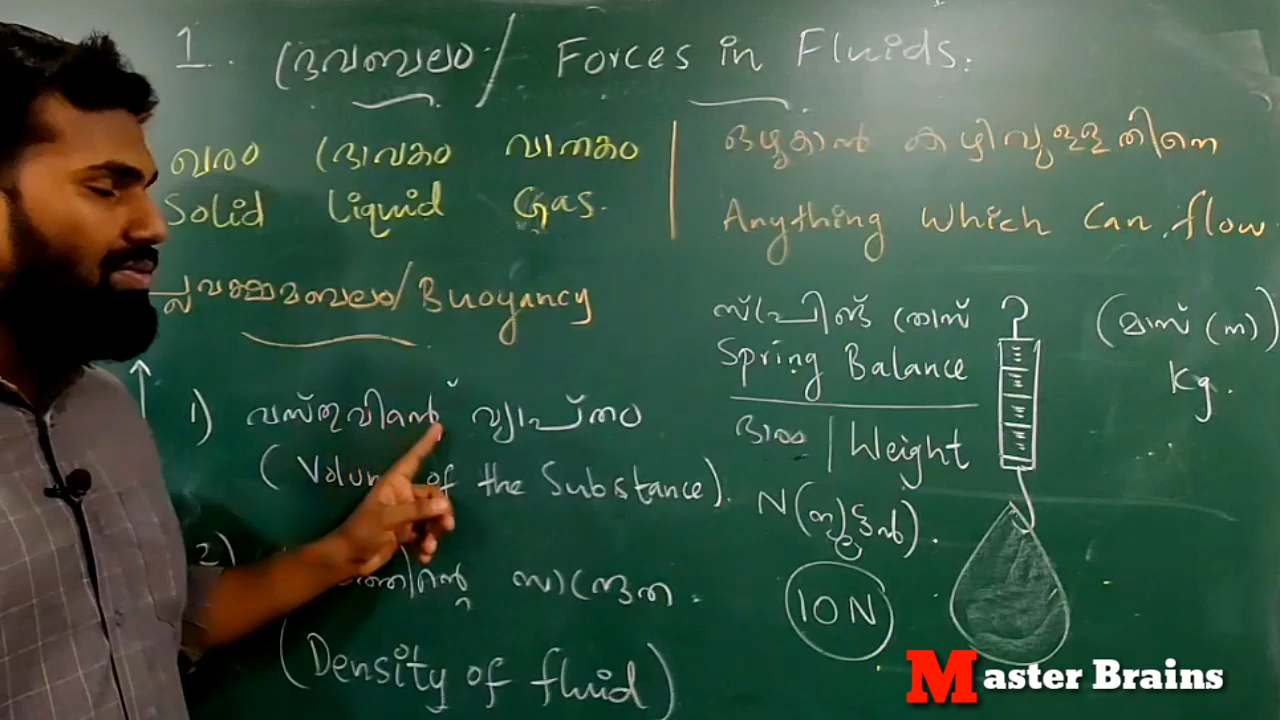 1. ദ്രവബലം / Forces in Fluids.
ഖരം ദ്രാവകം വാതകം
Solid Liquid Gas.
ഒഴുകാൻ കഴിവുള്ളതിനെ
Anything which can flow
പ്ലവക്ഷമബലം/Buoyancy
1) വസ്തുവിന്റെ വ്യാപ്തം
(Volume of the Substance).
2) സാന്ദ്രത.
(Density of fluid)
സ്പ്രിങ് ത്രാസ്
Spring Balance
ഭാരം | Weight
N (ന്യൂട്ടൻ).
10 N
(മാസ് (m))
Kg.
Master Brains